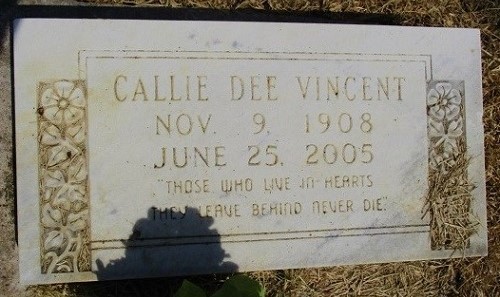 CALLIE DEE VINCENT
NOV. 9, 1908
JUNE 25, 2005
"THOSE WHO LIVE IN HEARTS
THEY LEAVE BEHIND NEVER DIE."